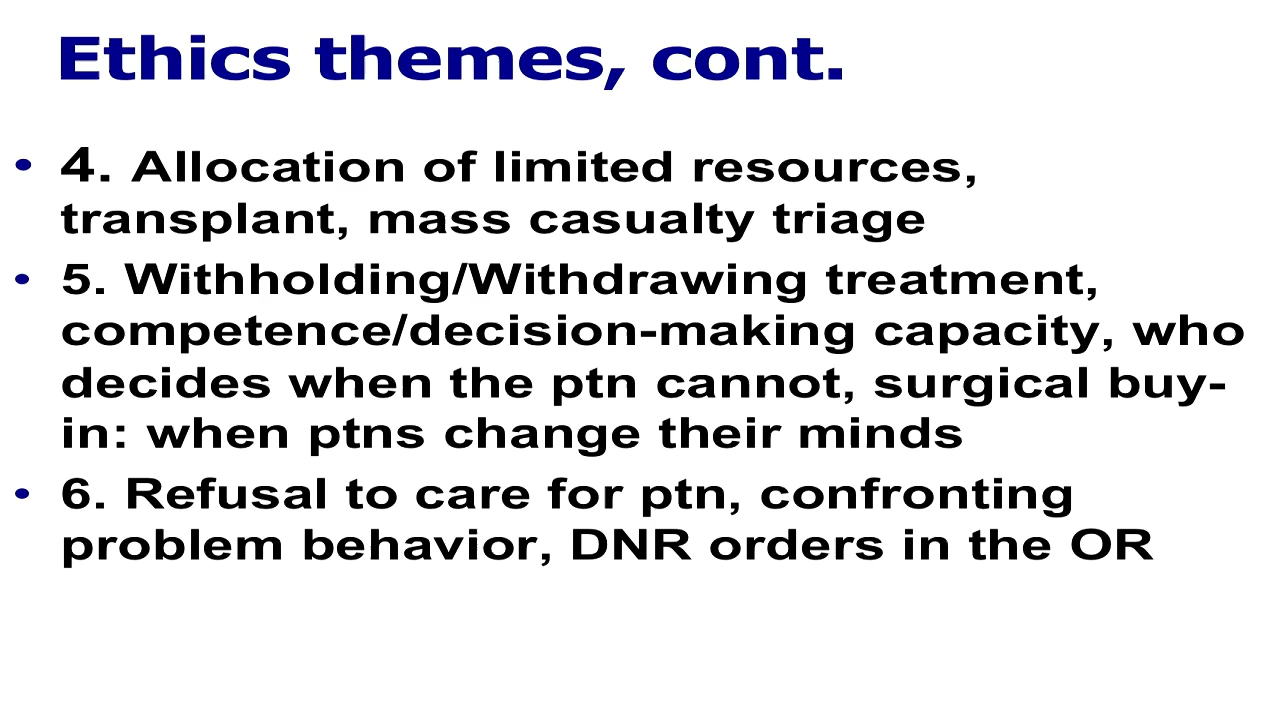 Ethics themes, cont.
• 4. Allocation of limited resources,
transplant, mass casualty triage
• 5. Withholding/Withdrawing treatment,
competence/decision-making capacity, who
decides when the ptn cannot, surgical buy-
in: when ptns change their minds
• 6. Refusal to care for ptn, confronting
problem behavior, DNR orders in the OR